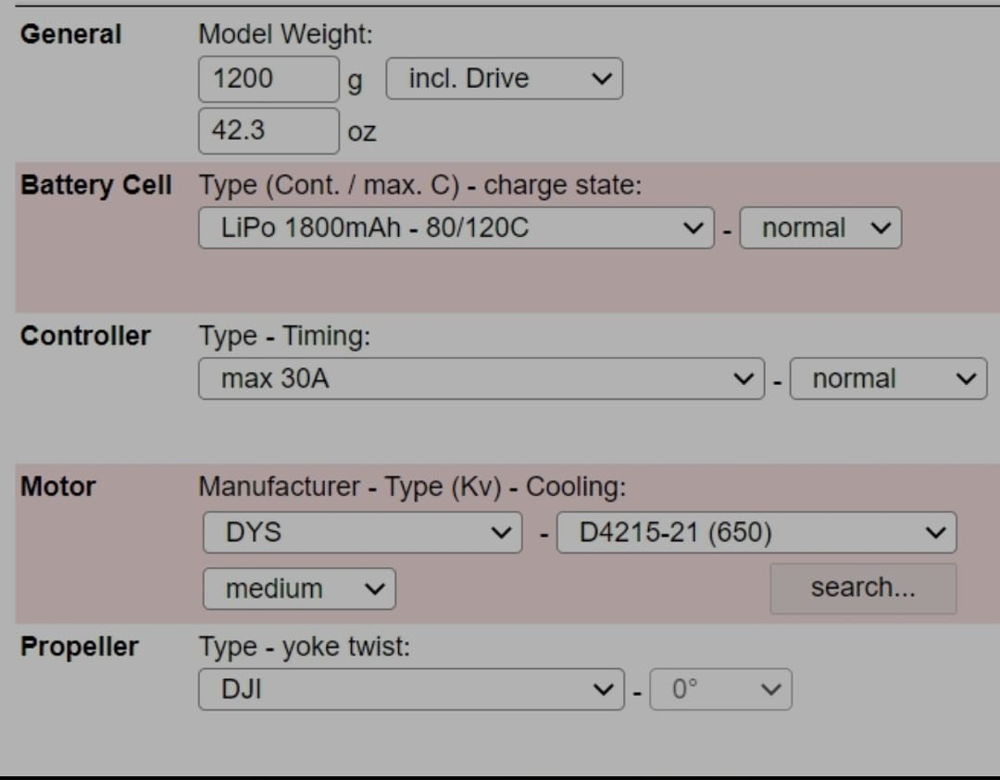 General Model Weight:
1200 g incl. Drive
42.3 oz
Battery Cell Type (Cont. / max. C) - charge state:
LiPo 1800mAh - 80/120C - normal
Controller Type - Timing:
max 30A - normal
Motor Manufacturer - Type (Kv) - Cooling:
DYS - D4215-21 (650)
medium search...
Propeller Type - yoke twist:
DJI - 0°